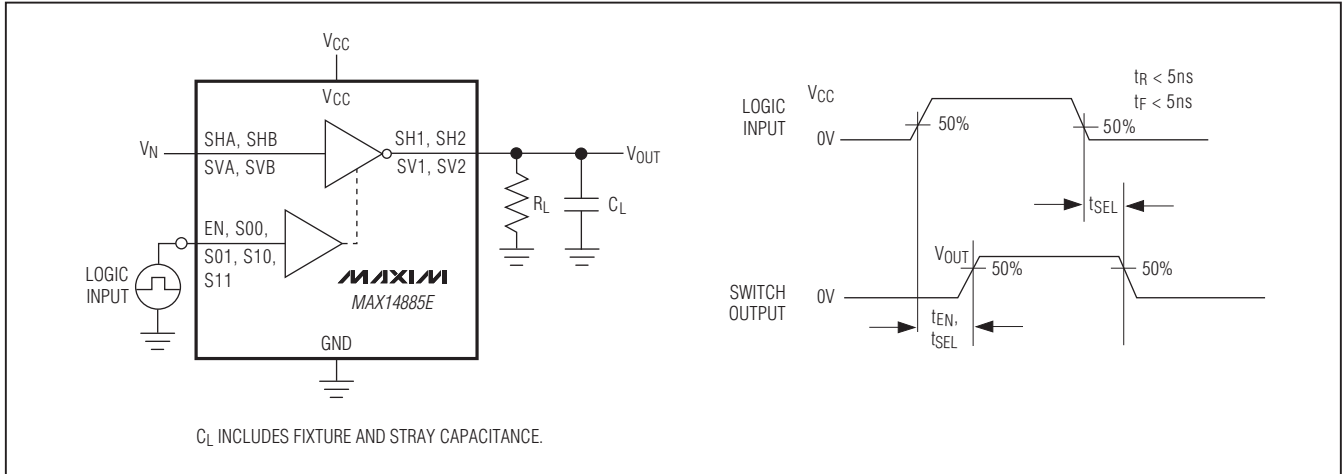 VCC
VCC
VN
SHA, SHB
SVA, SVB
SH1, SH2
SV1, SV2
VOUT
RL
CL
EN, S00,
S01, S10,
S11
LOGIC
INPUT
MAXIM
MAX14885E
GND
CL INCLUDES FIXTURE AND STRAY CAPACITANCE.
tR < 5ns
tF < 5ns
LOGIC
INPUT
VCC
0V
50%
50%
tSEL
SWITCH
OUTPUT
VOUT
0V
50%
50%
tEN,
tSEL